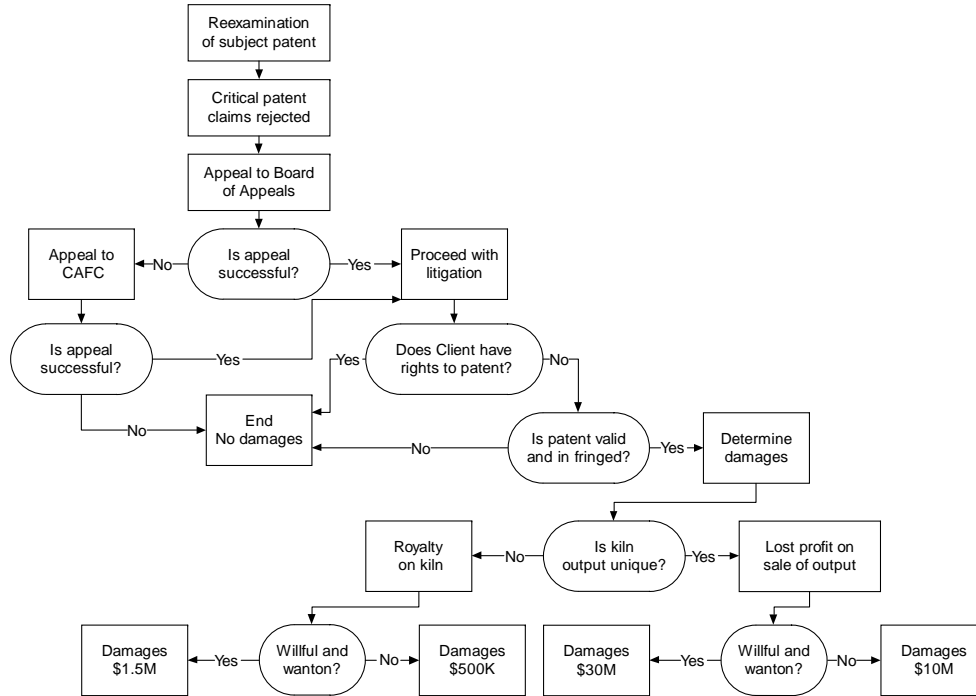 Reexamination
of subject patent
Critical patent
claims rejected
Appeal to Board
of Appeals
Appeal to
CAFC
No
Is appeal
successful?
Yes
Proceed with
litigation
Is appeal
successful?
Yes
Yes
Does Client have
rights to patent?
No
No
End
No damages
No
Is patent valid
and in fringed?
Yes
Determine
damages
Royalty
on kiln
No
Is kiln
output unique?
Yes
Lost profit on
sale of output
Damages
$1.5M
Yes
Willful and
wanton?
No
Damages
$500K
Damages
$30M
Yes
Willful and
wanton?
No
Damages
$10M